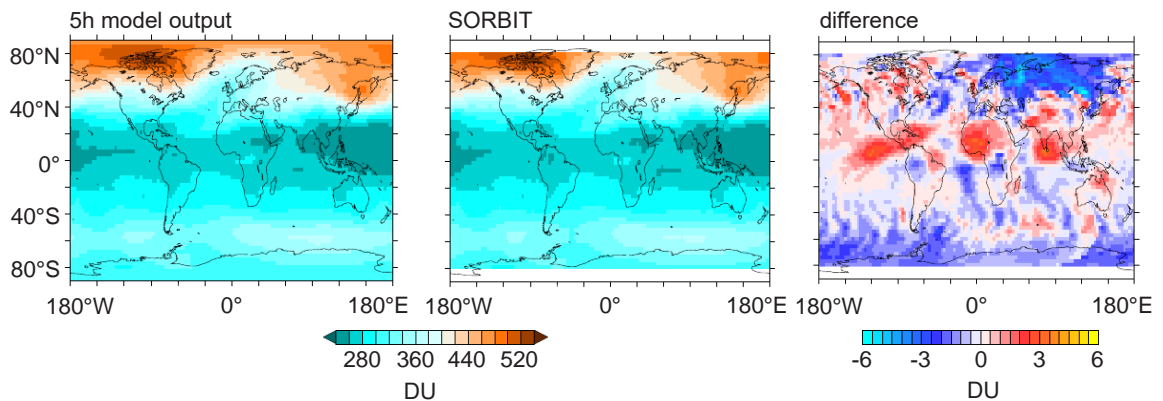 5h model output SORBIT difference
80°N
40°N
0°
40°S
80°S
180°W 0° 180°E 180°W 0° 180°E 180°W 0° 180°E
280 360 440 520 -6 -3 0 3 6
DU DU